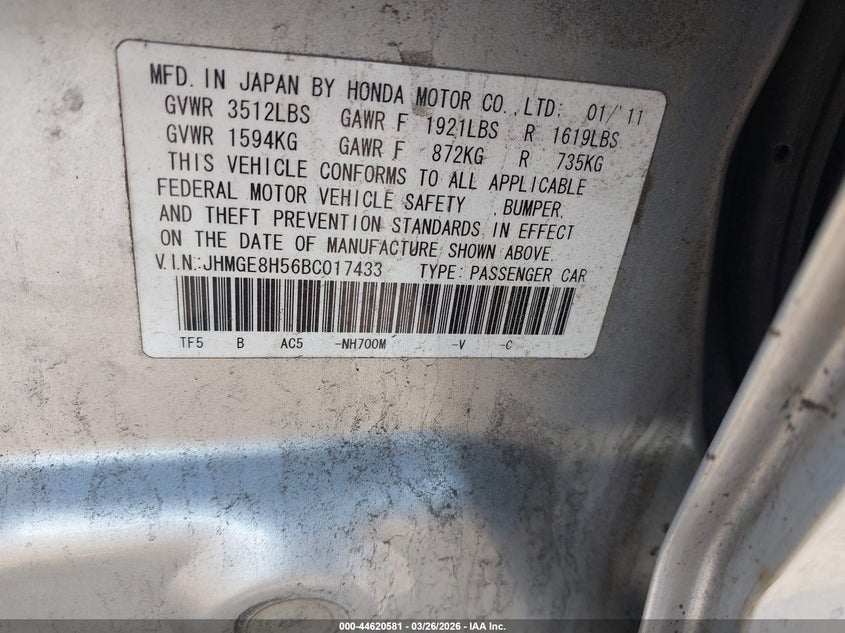 MFD. IN JAPAN BY HONDA MOTOR CO., LTD. 01/'11
GVWR 3512LBS GAWR F 1921LBS R 1619LBS
GVWR 1594KG GAWR F 872KG R 735KG
THIS VEHICLE CONFORMS TO ALL APPLICABLE
FEDERAL MOTOR VEHICLE SAFETY ,BUMPER,
AND THEFT PREVENTION STANDARDS IN EFFECT
ON THE DATE OF MANUFACTURE SHOWN ABOVE.
V.I.N.:JHMGE8H56BC017433 TYPE: PASSENGER CAR
TF5 B AC5 -NH700M -V -C
000-44620581 — 03/26/2026 — IAA Inc.